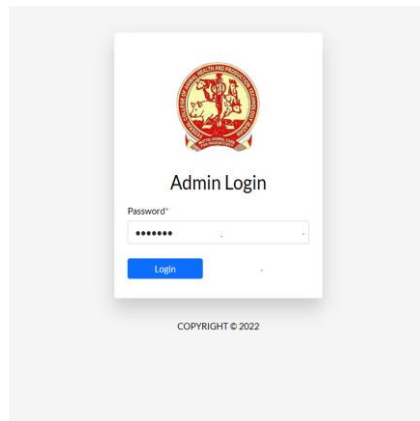 Admin Login
Password*
•••••••
Login
COPYRIGHT © 2022